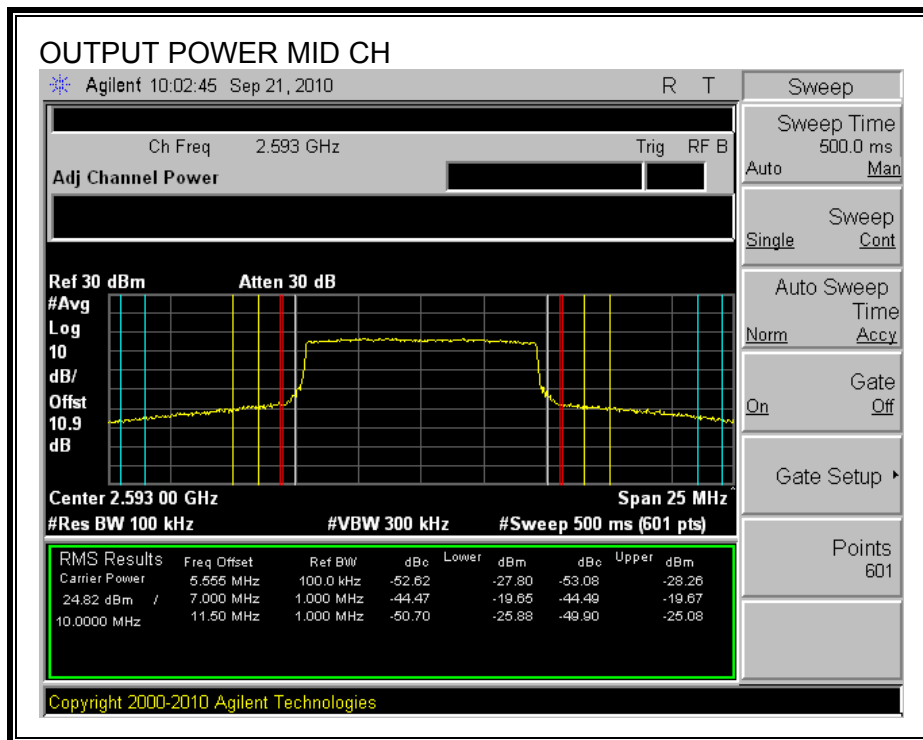 OUTPUT POWER MID CH
Agilent 10:02:45 Sep 21, 2010 R T
Ch Freq 2.593 GHz Trig RF B
Adj Channel Power
Ref 30 dBm Atten 30 dB
#Avg
Log
10
dB/
Offst
10.9
dB
Center 2.593 00 GHz Span 25 MHz
#Res BW 100 kHz #VBW 300 kHz #Sweep 500 ms (601 pts)
RMS Results Freq Offset Ref BW dBc Lower dBm dBc Upper dBm
Carrier Power 5.555 MHz 100.0 kHz -52.62 -27.80 -53.08 -28.26
24.82 dBm / 7.000 MHz 1.000 MHz -44.47 -19.65 -44.49 -19.67
10.0000 MHz 11.50 MHz 1.000 MHz -50.70 -25.88 -49.90 -25.08
Copyright 2000-2010 Agilent Technologies
Sweep
Sweep Time
500.0 ms
Auto Man
Sweep
Single Cont
Auto Sweep
Time
Norm Accy
Gate
On Off
Gate Setup
Points
601